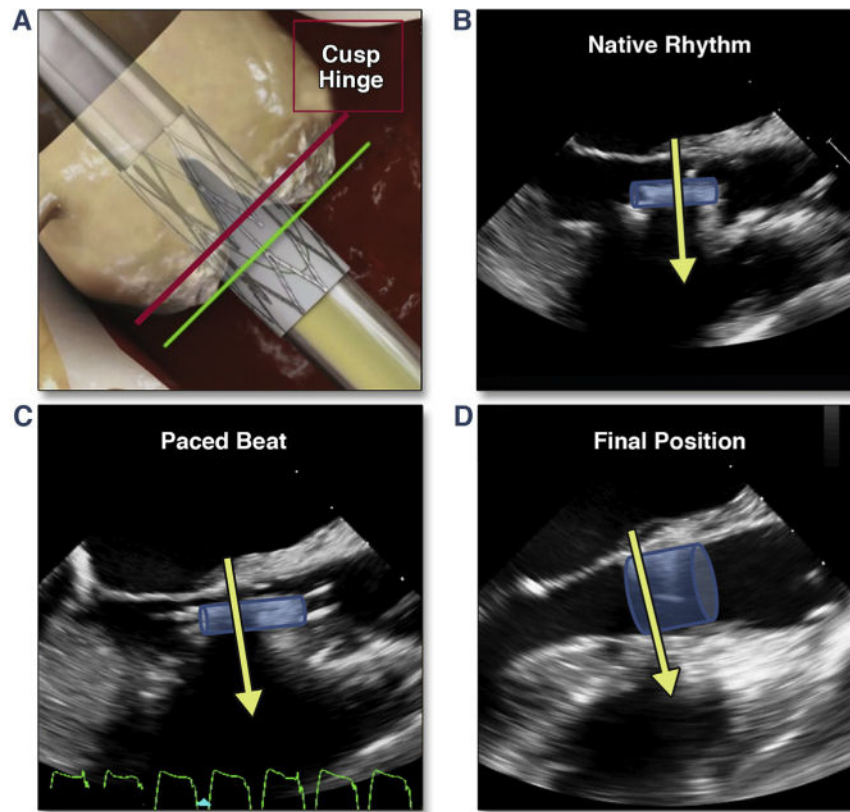 A
Cusp
Hinge
B
Native Rhythm
C
Paced Beat
D
Final Position